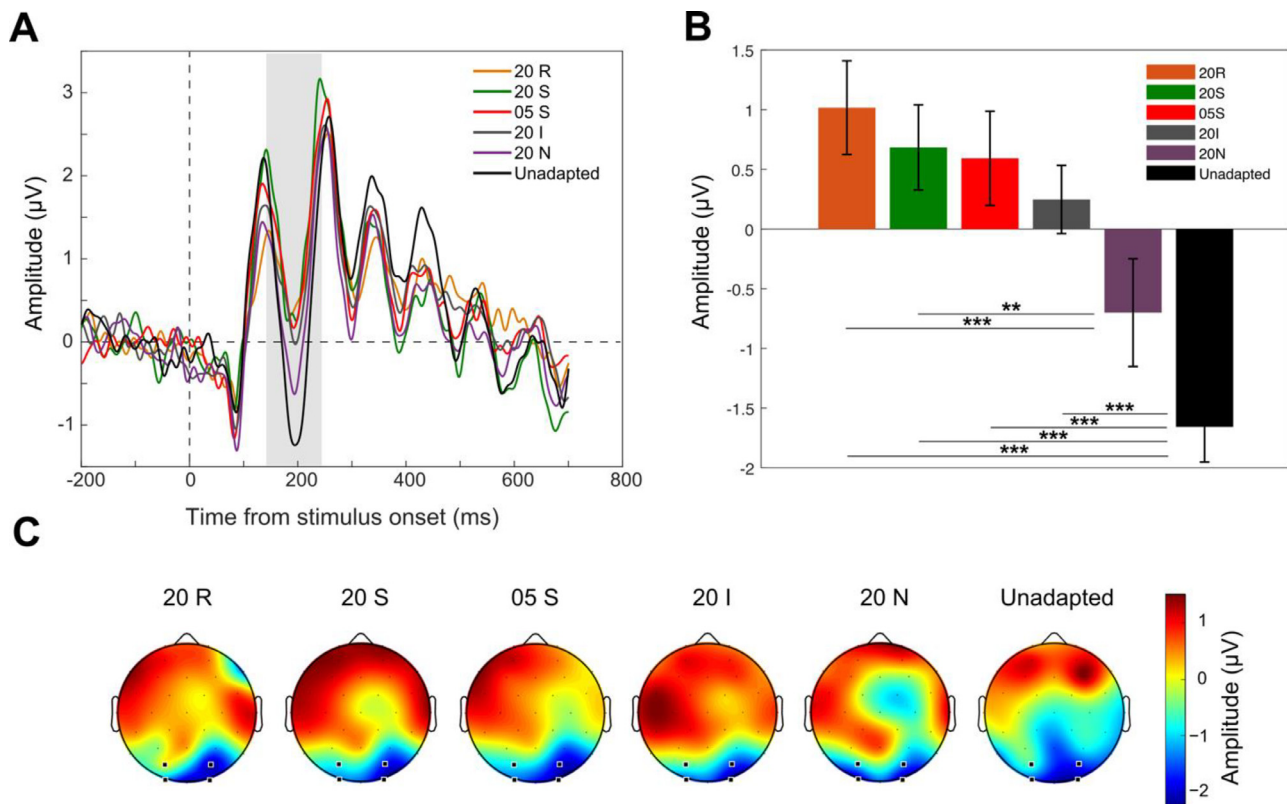 A
Amplitude (μV)
3
2
1
0
-1
-200
0
200
400
600
800
Time from stimulus onset (ms)
20 R
20 S
05 S
20 I
20 N
Unadapted
B
Amplitude (μV)
1.5
1
0.5
0
-0.5
-1
-1.5
-2
20R
20S
05S
20I
20N
Unadapted
**
***
***
***
***
***
C
20 R
20 S
05 S
20 I
20 N
Unadapted
1
0
−1
−2
Amplitude (μV)